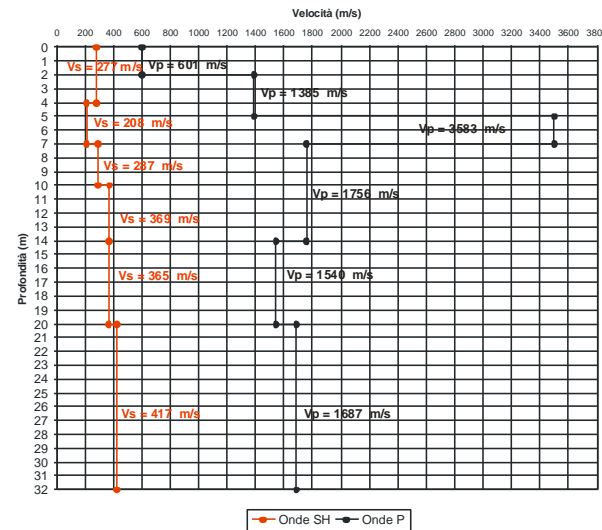 Velocità (m/s)
0 200 400 600 800 1000 1200 1400 1600 1800 2000 2200 2400 2600 2800 3000 3200 3400 3600 380
Profondità (m)
0
1
2
3
4
5
6
7
8
9
10
11
12
13
14
15
16
17
18
19
20
21
22
23
24
25
26
27
28
29
30
31
32
Vs = 277 m/s
Vp = 601 m/s
Vp = 1385 m/s
Vs = 208 m/s
Vp = 3583 m/s
Vs = 287 m/s
Vp = 1756 m/s
Vs = 369 m/s
Vs = 365 m/s
Vp = 1540 m/s
Vs = 417 m/s
Vp = 1687 m/s
Onde SH Onde P